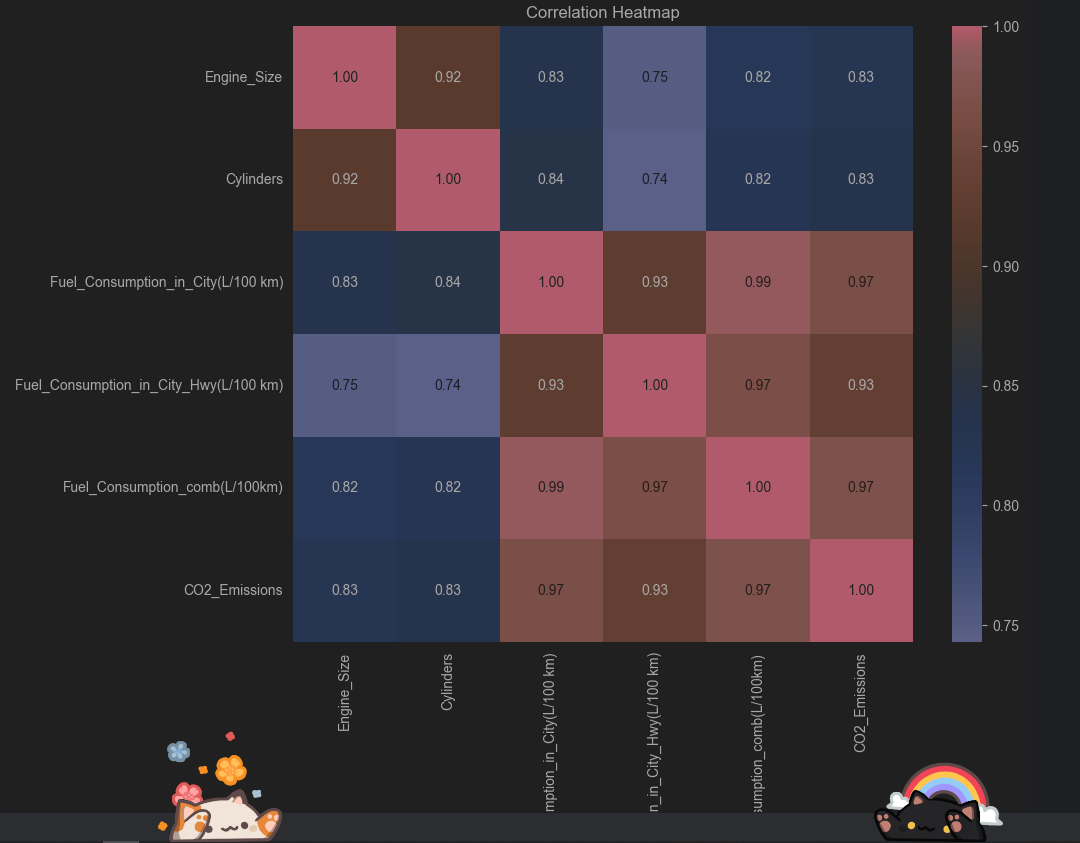 Correlation Heatmap
Engine_Size 1.00 0.92 0.83 0.75 0.82 0.83
Cylinders 0.92 1.00 0.84 0.74 0.82 0.83
Fuel_Consumption_in_City(L/100 km) 0.83 0.84 1.00 0.93 0.99 0.97
Fuel_Consumption_in_City_Hwy(L/100 km) 0.75 0.74 0.93 1.00 0.97 0.93
Fuel_Consumption_comb(L/100km) 0.82 0.82 0.99 0.97 1.00 0.97
CO2_Emissions 0.83 0.83 0.97 0.93 0.97 1.00
Engine_Size
Cylinders
mption_in_City(L/100 km)
n_in_City_Hwy(L/100 km)
sumption_comb(L/100km)
CO2_Emissions
1.00
0.95
0.90
0.85
0.80
0.75